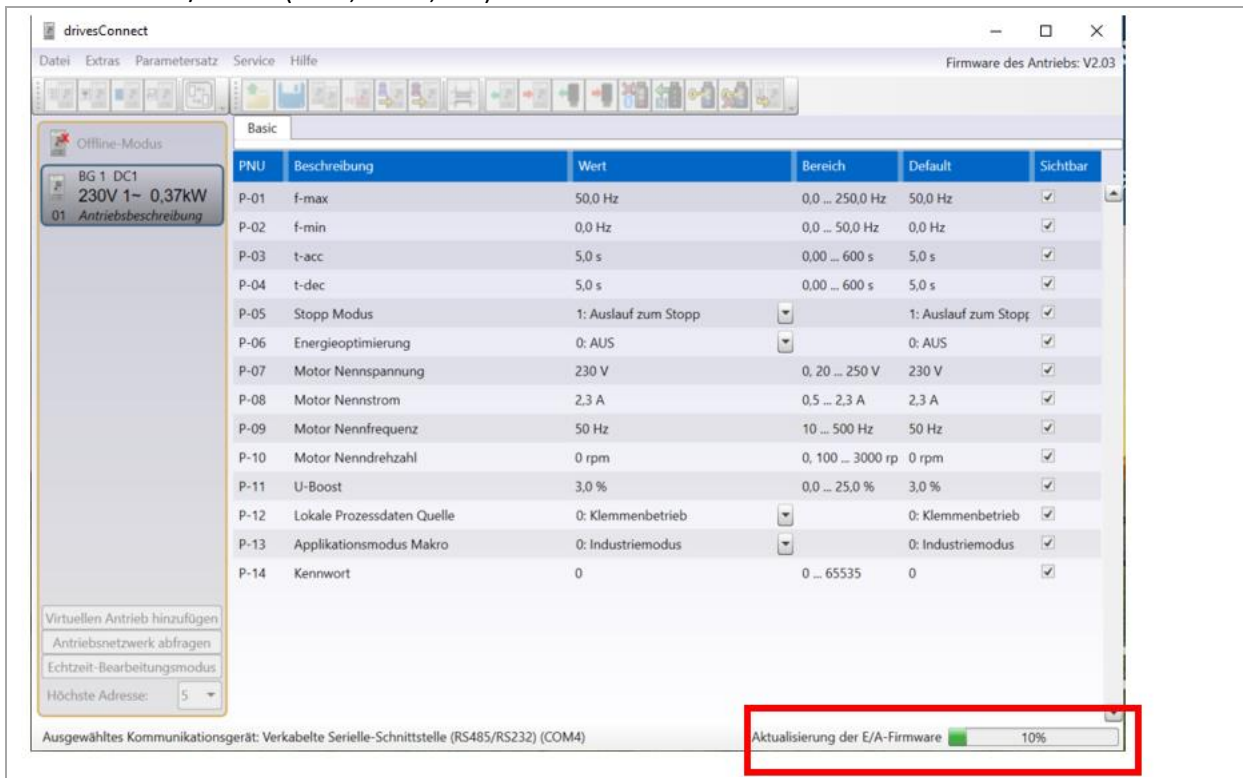 drivesConnect
Datei Extras Parametersatz Service Hilfe Firmware des Antriebs: V2.03
Offline-Modus
BG 1 DC1
230V 1~ 0,37kW
01 Antriebsbeschreibung
Basic
PNU Beschreibung Wert Bereich Default Sichtbar
P-01 f-max 50,0 Hz 0,0 ... 250,0 Hz 50,0 Hz
P-02 f-min 0,0 Hz 0,0 ... 50,0 Hz 0,0 Hz
P-03 t-acc 5,0 s 0,00 ... 600 s 5,0 s
P-04 t-dec 5,0 s 0,00 ... 600 s 5,0 s
P-05 Stopp Modus 1: Auslauf zum Stopp 1: Auslauf zum Stopp
P-06 Energieoptimierung 0: AUS 0: AUS
P-07 Motor Nennspannung 230 V 0, 20 ... 250 V 230 V
P-08 Motor Nennstrom 2,3 A 0,5 ... 2,3 A 2,3 A
P-09 Motor Nennfrequenz 50 Hz 10 ... 500 Hz 50 Hz
P-10 Motor Nenndrehzahl 0 rpm 0, 100 ... 3000 rp 0 rpm
P-11 U-Boost 3,0 % 0,0 ... 25,0 % 3,0 %
P-12 Lokale Prozessdaten Quelle 0: Klemmenbetrieb 0: Klemmenbetrieb
P-13 Applikationsmodus Makro 0: Industriemodus 0: Industriemodus
P-14 Kennwort 0 0 ... 65535 0
Virtuellen Antrieb hinzufügen
Antriebsnetzwerk abfragen
Echtzeit-Bearbeitungsmodus
Höchste Adresse: 5
Ausgewähltes Kommunikationsgerät: Verkabelte Serielle-Schnittstelle (RS485/RS232) (COM4) Aktualisierung der E/A-Firmware 10%